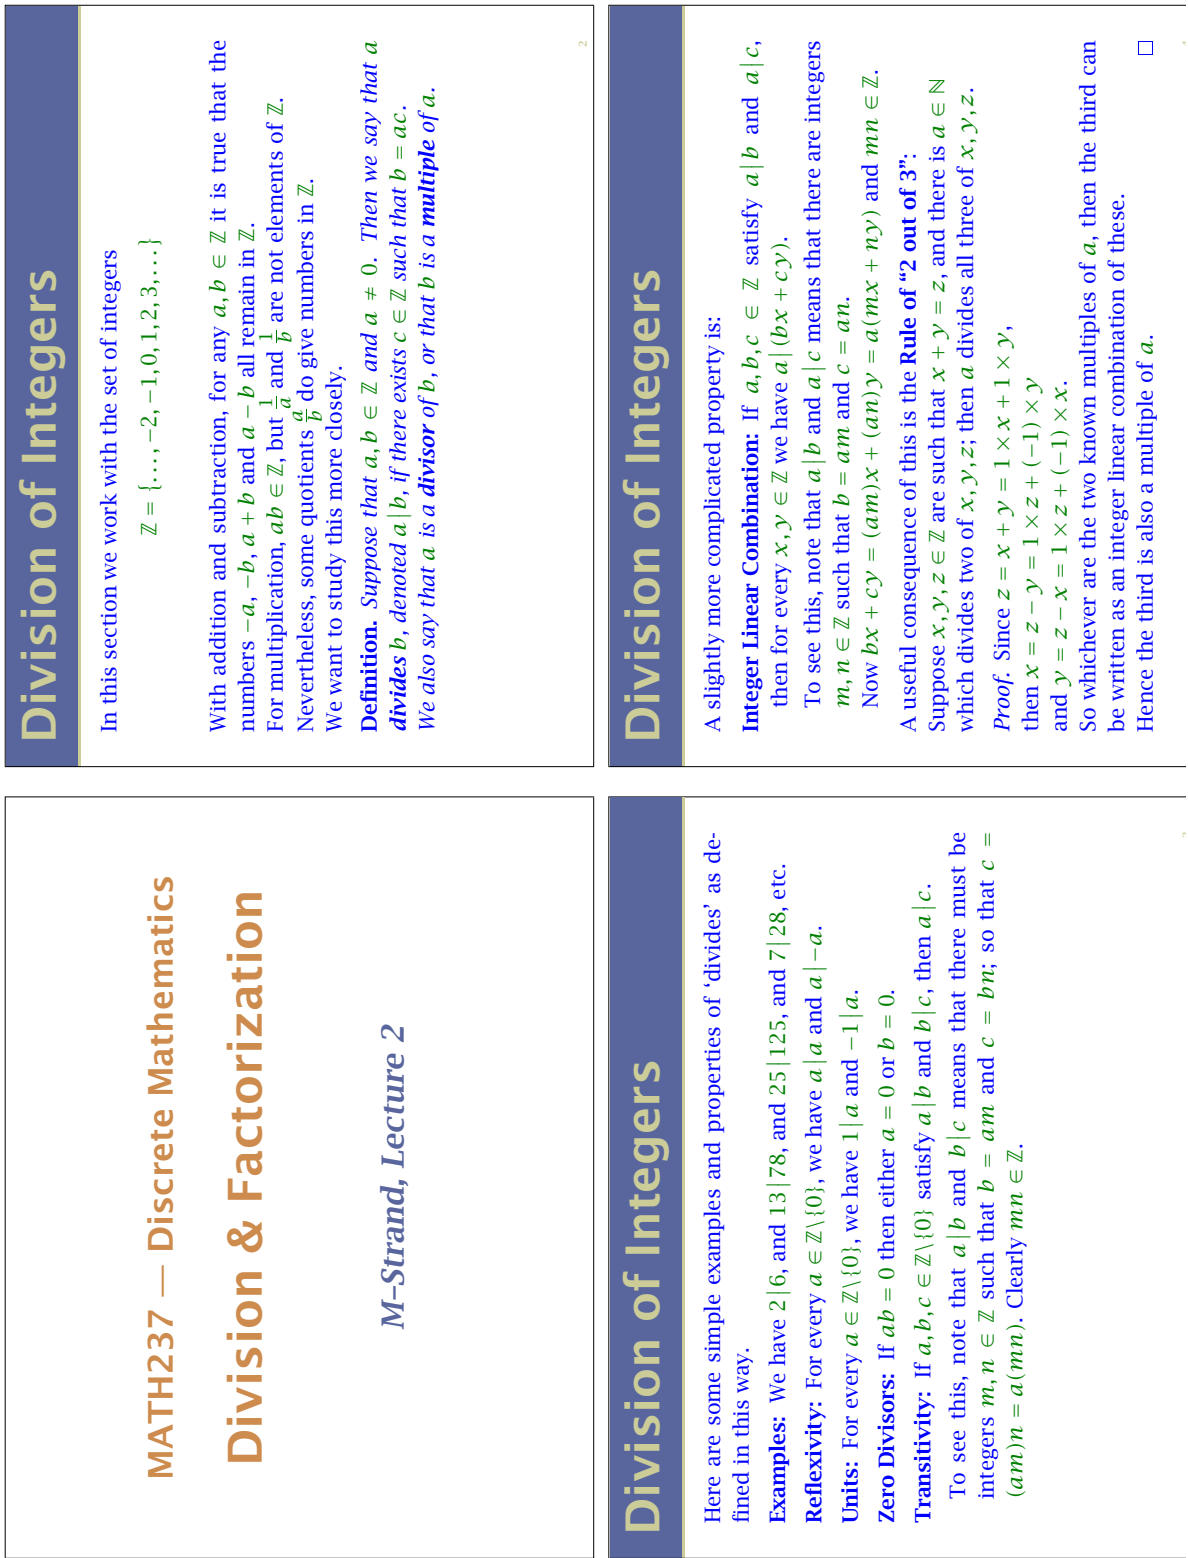 MATH237 — Discrete Mathematics
Division & Factorization
M–Strand, Lecture 2
Division of Integers
In this section we work with the set of integers
ℤ = {..., −2, −1, 0, 1, 2, 3, ...}
With addition and subtraction, for any a, b ∈ ℤ it is true that the
numbers −a, −b, a + b and a − b all remain in ℤ.
For multiplication, ab ∈ ℤ, but 1/a and 1/b are not elements of ℤ.
Nevertheless, some quotients a/b do give numbers in ℤ.
We want to study this more closely.
Definition. Suppose that a, b ∈ ℤ and a ≠ 0. Then we say that a
divides b, denoted a|b, if there exists c ∈ ℤ such that b = ac.
We also say that a is a divisor of b, or that b is a multiple of a.
2
Division of Integers
Here are some simple examples and properties of ‘divides’ as de-
fined in this way.
Examples: We have 2|6, and 13|78, and 25|125, and 7|28, etc.
Reflexivity: For every a ∈ ℤ\{0}, we have a|a and a|−a.
Units: For every a ∈ ℤ\{0}, we have 1|a and −1|a.
Zero Divisors: If ab = 0 then either a = 0 or b = 0.
Transitivity: If a, b, c ∈ ℤ\{0} satisfy a|b and b|c, then a|c.
To see this, note that a|b and b|c means that there must be
integers m, n ∈ ℤ such that b = am and c = bn; so that c =
(am)n = a(mn). Clearly mn ∈ ℤ.
Division of Integers
A slightly more complicated property is:
Integer Linear Combination: If a, b, c ∈ ℤ satisfy a|b and a|c,
then for every x, y ∈ ℤ we have a|(bx + cy).
To see this, note that a|b and a|c means that there are integers
m, n ∈ ℤ such that b = am and c = an.
Now bx + cy = (am)x + (an)y = a(mx + ny) and mn ∈ ℤ.
A useful consequence of this is the Rule of “2 out of 3”:
Suppose x, y, z ∈ ℤ are such that x + y = z, and there is a ∈ ℕ
which divides two of x, y, z; then a divides all three of x, y, z.
Proof. Since z = x + y = 1 × x + 1 × y,
then x = z − y = 1 × z + (−1) × y
and y = z − x = 1 × z + (−1) × x.
So whichever are the two known multiples of a, then the third can
be written as an integer linear combination of these.
Hence the third is also a multiple of a. □